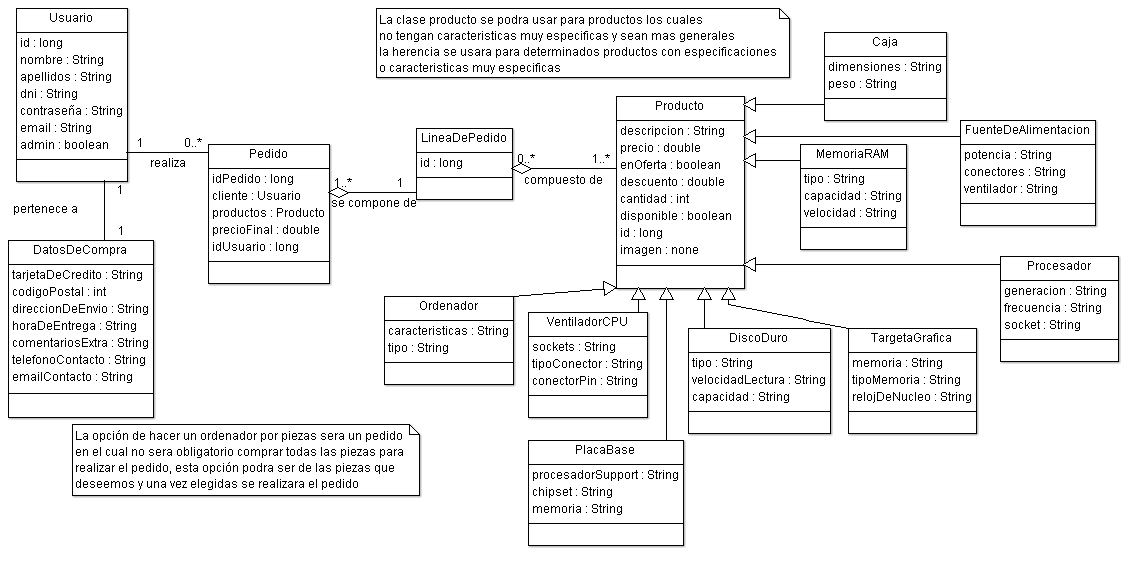 Usuario
id : long
nombre : String
apellidos : String
dni : String
contraseña : String
email : String
admin : boolean
1
0..*
realiza
1
pertenece a
1
DatosDeCompra
tarjetaDeCredito : String
codigoPostal : int
direccionDeEnvio : String
horaDeEntrega : String
comentariosExtra : String
telefonoContacto : String
emailContacto : String
Pedido
idPedido : long
cliente : Usuario
productos : Producto
precioFinal : double
idUsuario : long
1..*
1
se compone de
LineaDePedido
id : long
0..*
1..*
compuesto de
La clase producto se podra usar para productos los cuales
no tengan caracteristicas muy especificas y sean mas generales
la herencia se usara para determinados productos con especificaciones
o caracteristicas muy especificas
Producto
descripcion : String
precio : double
enOferta : boolean
descuento : double
cantidad : int
disponible : boolean
id : long
imagen : none
Caja
dimensiones : String
peso : String
FuenteDeAlimentacion
potencia : String
conectores : String
ventilador : String
MemoriaRAM
tipo : String
capacidad : String
velocidad : String
Procesador
generacion : String
frecuencia : String
socket : String
Ordenador
caracteristicas : String
tipo : String
VentiladorCPU
sockets : String
tipoConector : String
conectorPin : String
DiscoDuro
tipo : String
velocidadLectura : String
capacidad : String
TargetaGrafica
memoria : String
tipoMemoria : String
relojDeNucleo : String
PlacaBase
procesadorSupport : String
chipset : String
memoria : String
La opción de hacer un ordenador por piezas sera un pedido
en el cual no sera obligatorio comprar todas las piezas para
realizar el pedido, esta opción podra ser de las piezas que
deseemos y una vez elegidas se realizara el pedido